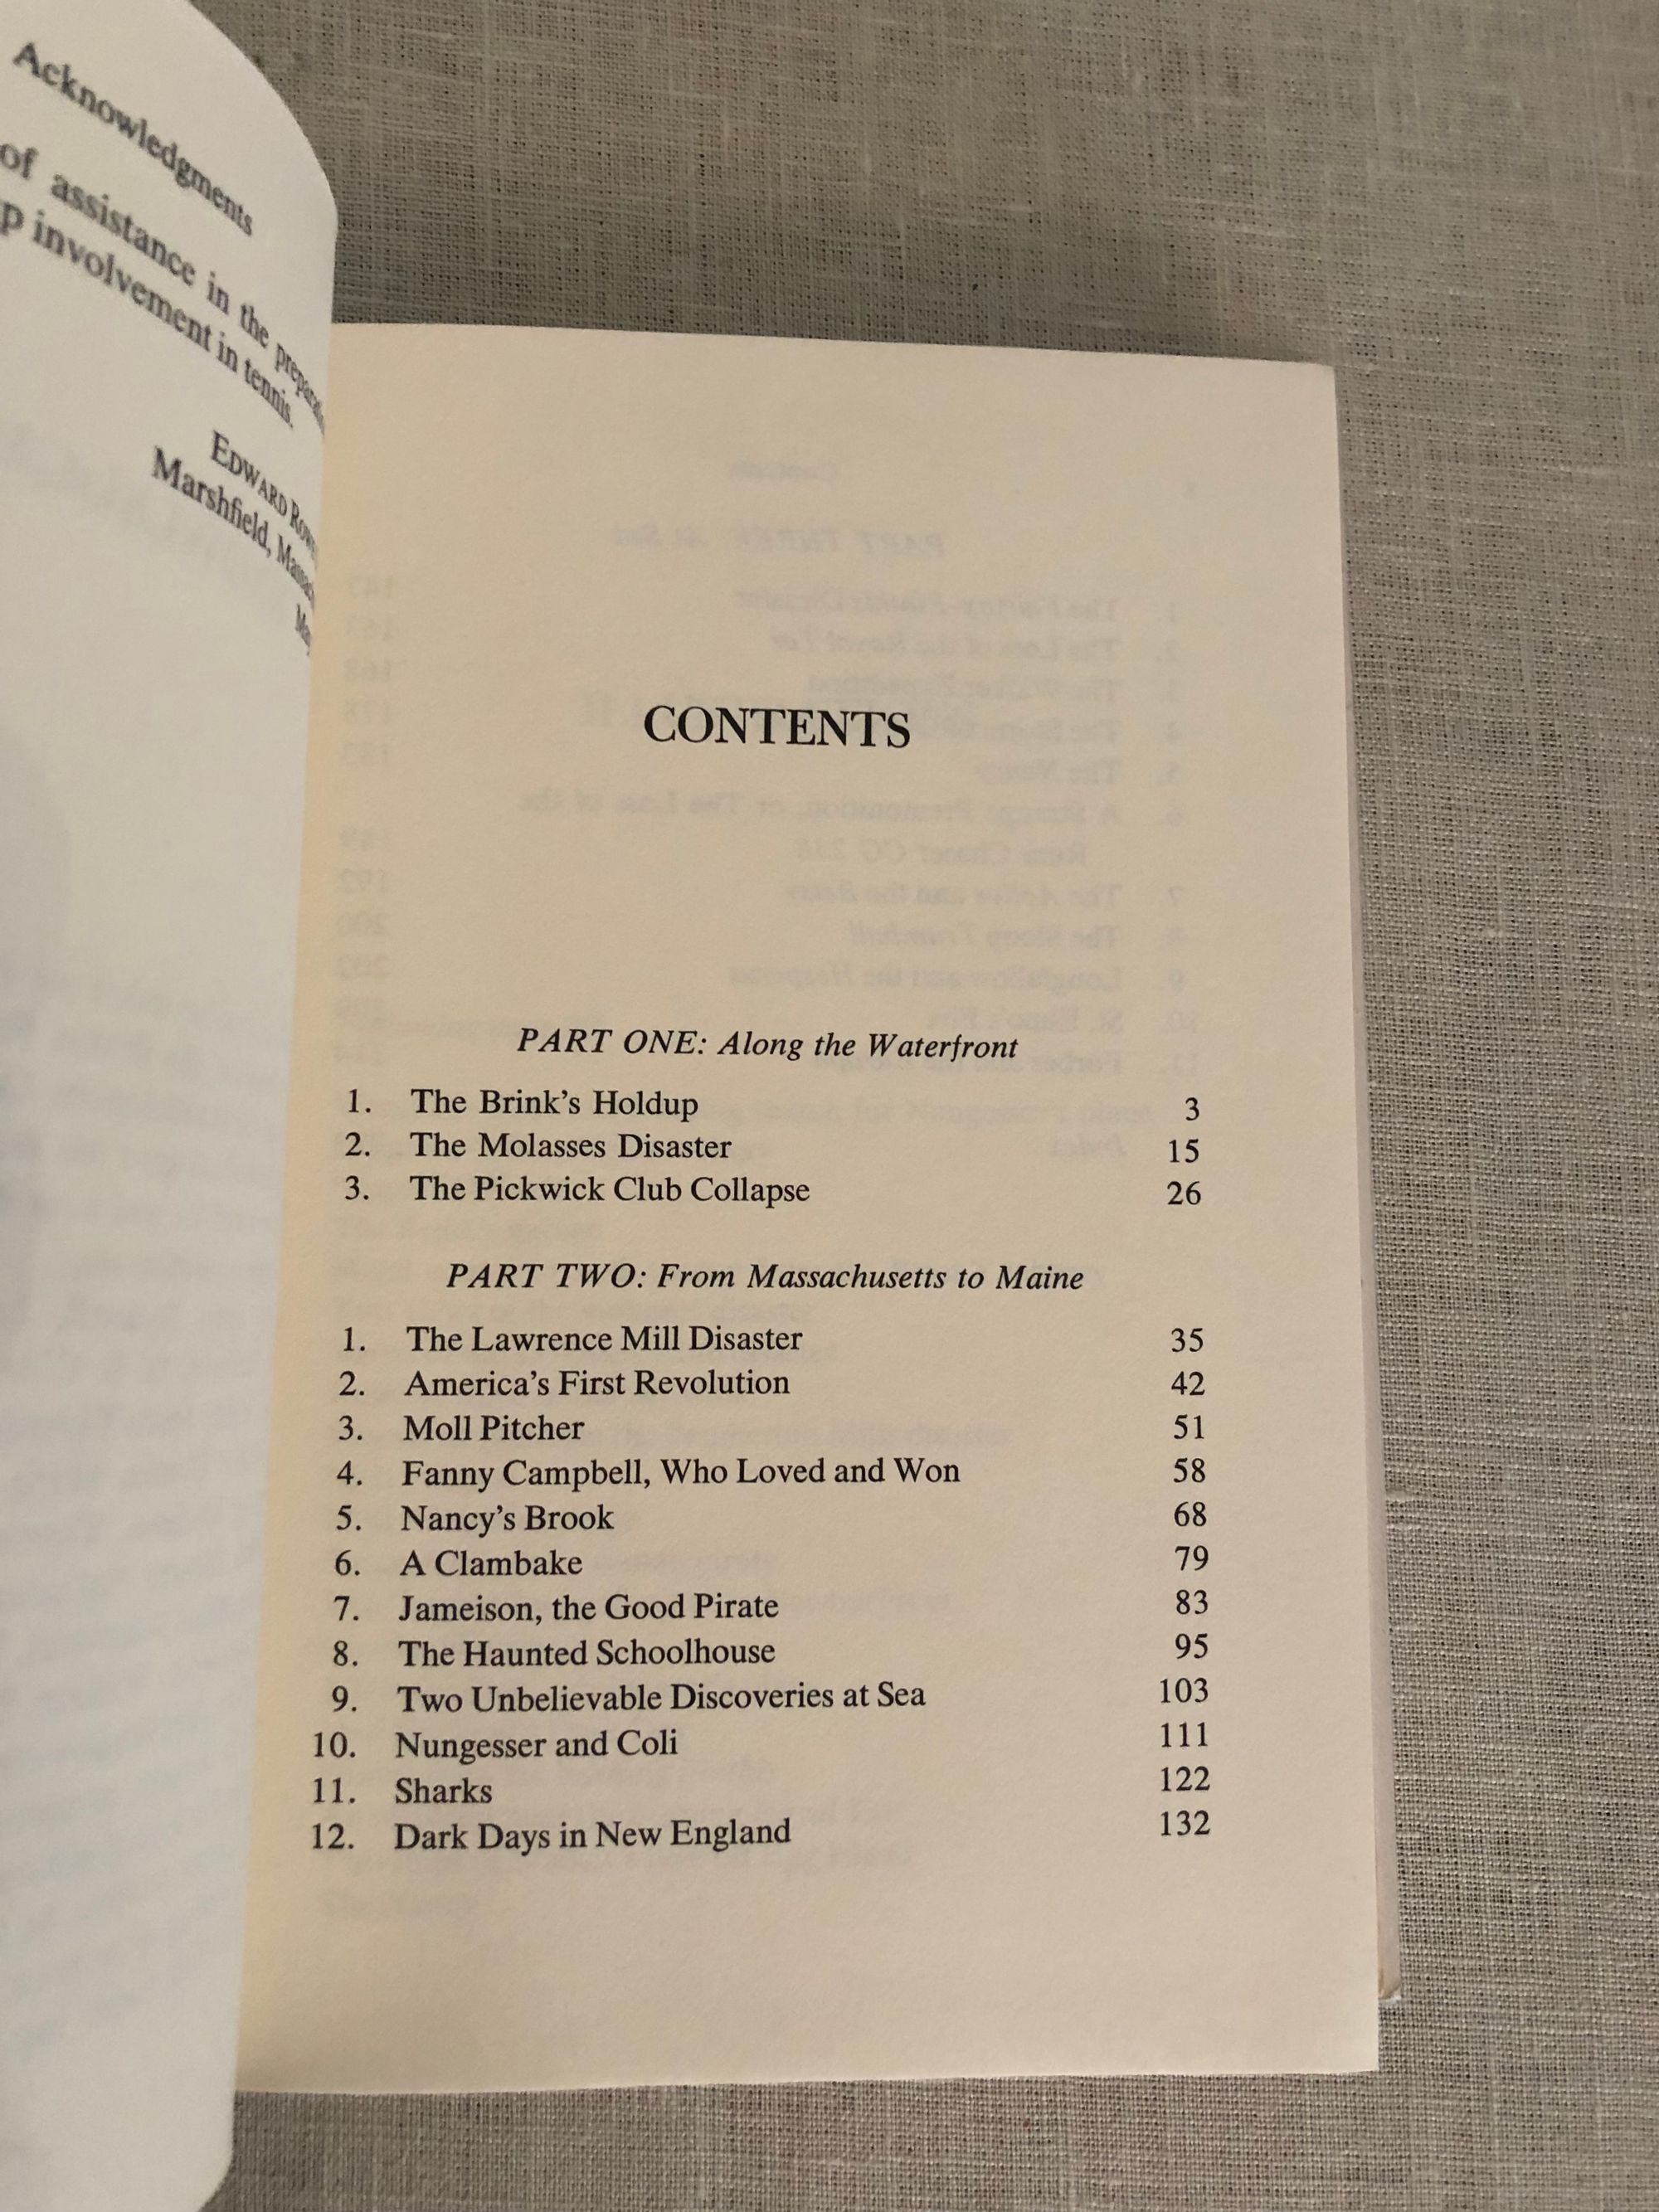 Acknowledgments
of assistance in the
p involvement in tennis.
EDWARD
Marshfield,
CONTENTS
PART ONE: Along the Waterfront
1. The Brink's Holdup 3
2. The Molasses Disaster 15
3. The Pickwick Club Collapse 26
PART TWO: From Massachusetts to Maine
1. The Lawrence Mill Disaster 35
2. America's First Revolution 42
3. Moll Pitcher 51
4. Fanny Campbell, Who Loved and Won 58
5. Nancy's Brook 68
6. A Clambake 79
7. Jameison, the Good Pirate 83
8. The Haunted Schoolhouse 95
9. Two Unbelievable Discoveries at Sea 103
10. Nungesser and Coli 111
11. Sharks 122
12. Dark Days in New England 132